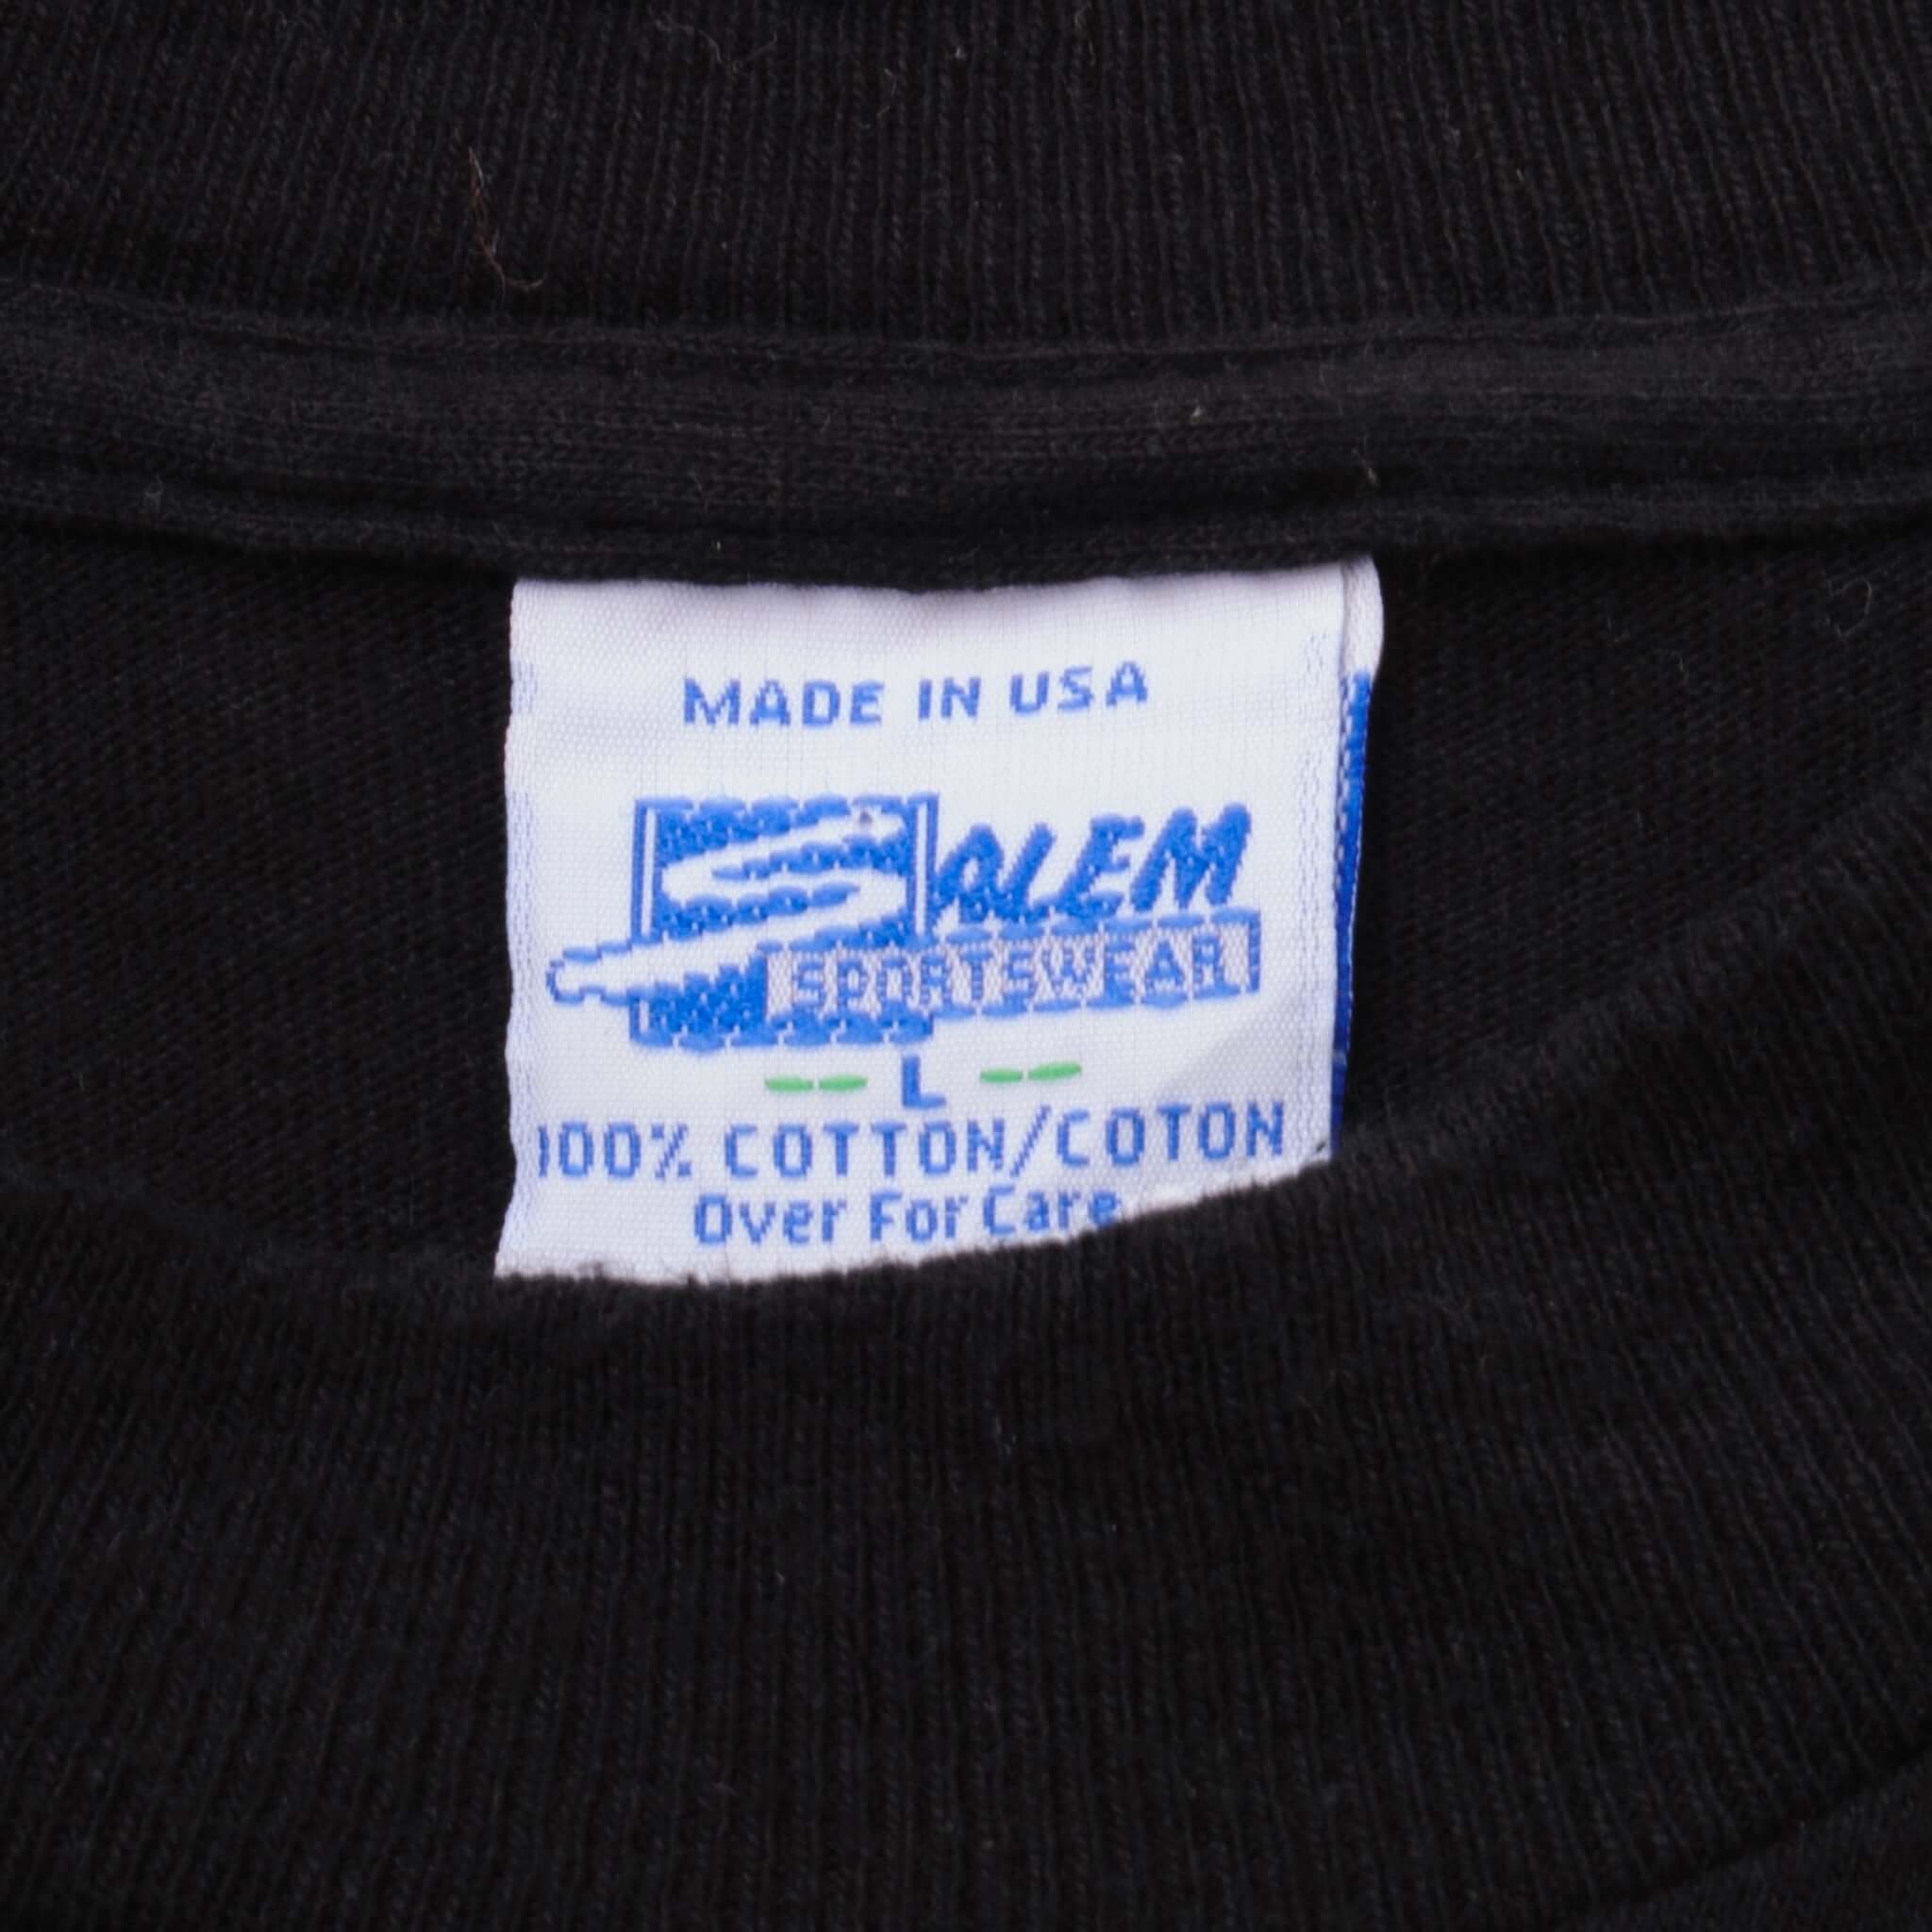 MADE IN USA
SALEM
SPORTSWEAR
-- L --
100% COTTON/COTON
Over For Care